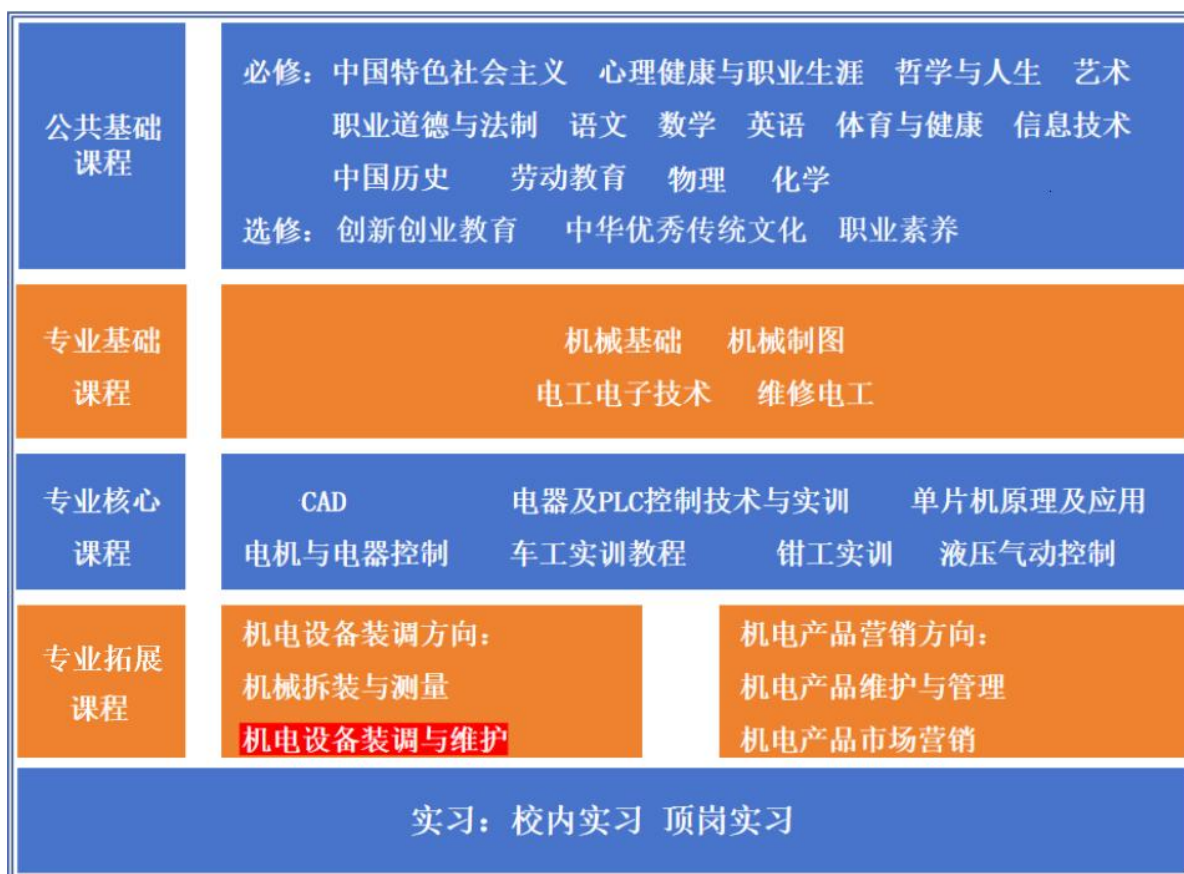 公共基础
课程
必修：中国特色社会主义 心理健康与职业生涯 哲学与人生 艺术
职业道德与法制 语文 数学 英语 体育与健康 信息技术
中国历史 劳动教育 物理 化学
选修：创新创业教育 中华优秀传统文化 职业素养
专业基础
课程
机械基础 机械制图
电工电子技术 维修电工
专业核心
课程
CAD 电器及PLC控制技术与实训 单片机原理及应用
电机与电器控制 车工实训教程 钳工实训 液压气动控制
专业拓展
课程
机电设备装调方向：
机械拆装与测量
机电设备装调与维护
机电产品营销方向：
机电产品维护与管理
机电产品市场营销
实习：校内实习 顶岗实习